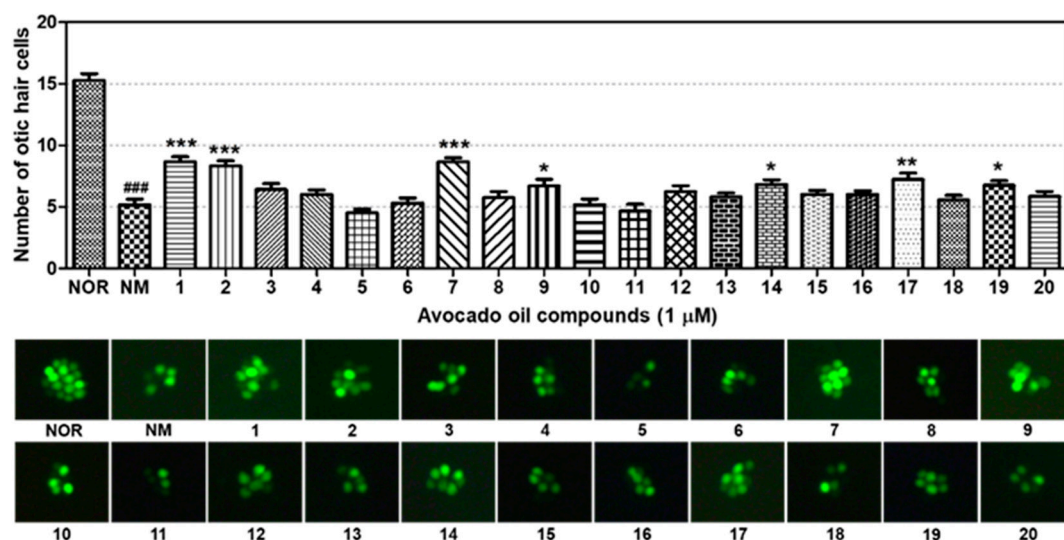 20
15
10
5
0
Number of otic hair cells
###
***
***
***
*
*
**
*
NOR NM 1 2 3 4 5 6 7 8 9 10 11 12 13 14 15 16 17 18 19 20
Avocado oil compounds (1 μM)
NOR NM 1 2 3 4 5 6 7 8 9
10 11 12 13 14 15 16 17 18 19 20